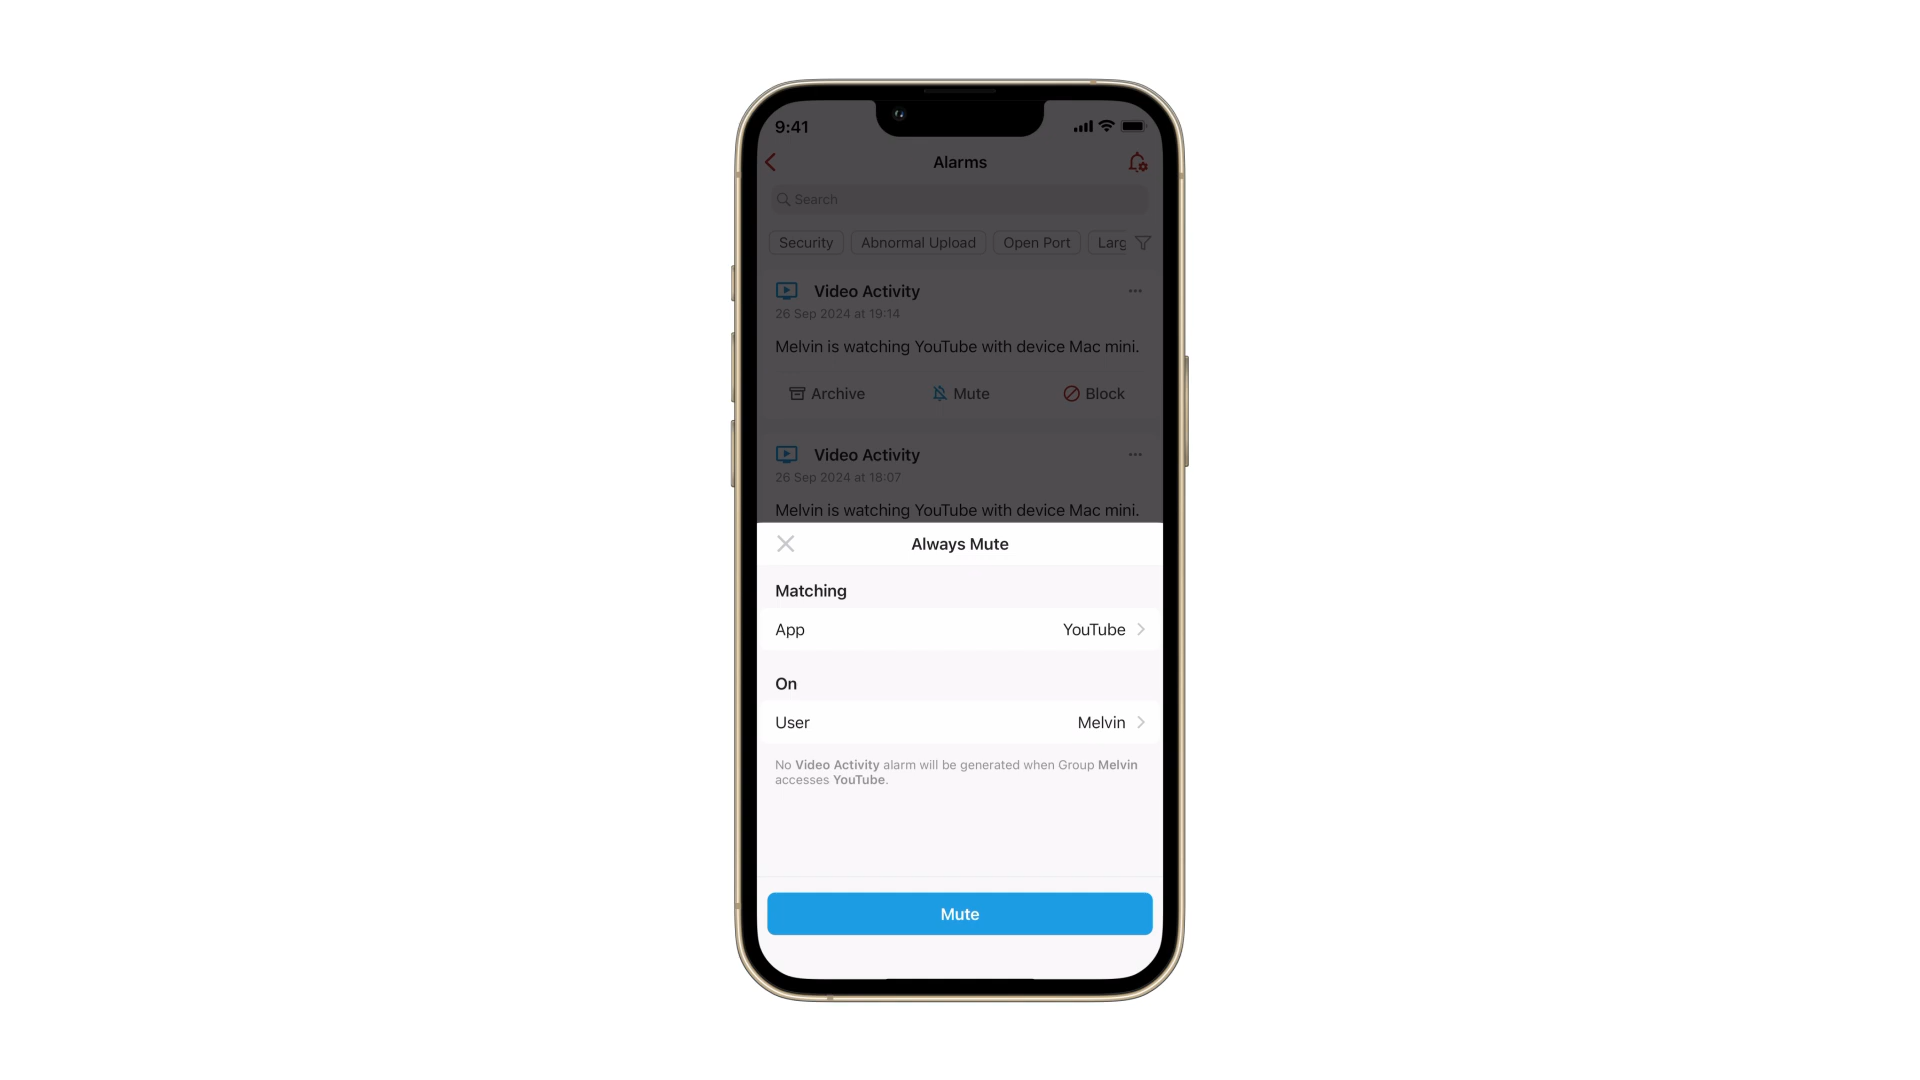 9:41
Alarms
Search
Security Abnormal Upload Open Port Larg
Video Activity
26 Sep 2024 at 19:14
Melvin is watching YouTube with device Mac mini.
Archive Mute Block
Video Activity
26 Sep 2024 at 18:07
Melvin is watching YouTube with device Mac mini.
Always Mute
Matching
App YouTube
On
User Melvin
No Video Activity alarm will be generated when Group Melvin
accesses YouTube.
Mute